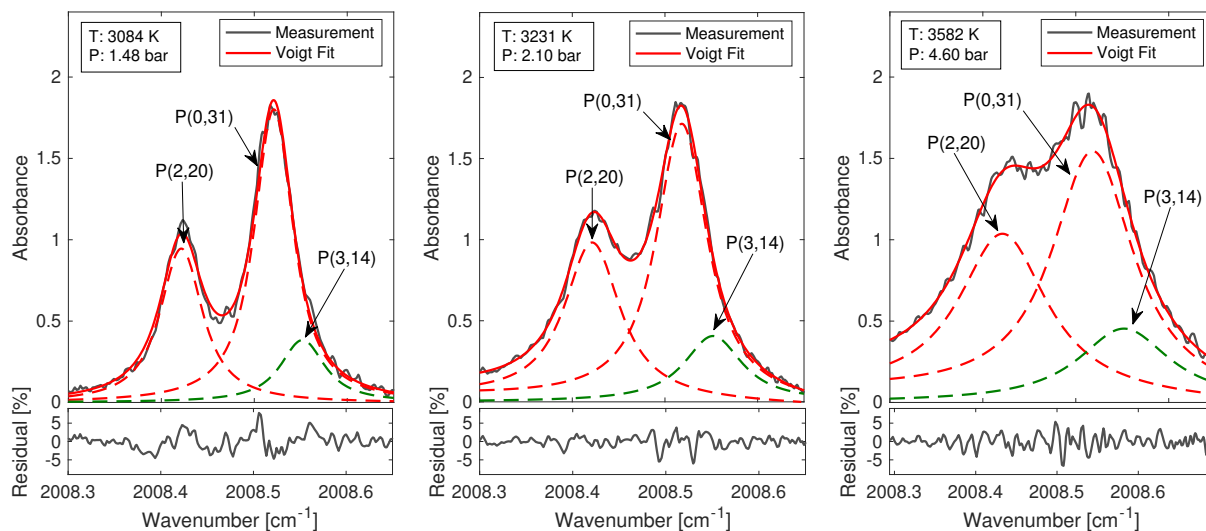 T: 3084 K
P: 1.48 bar
Measurement
Voigt Fit
P(0,31)
P(2,20)
P(3,14)
Absorbance
2
1.5
1
0.5
0
Residual [%]
5
0
-5
2008.3
2008.4
2008.5
2008.6
Wavenumber [cm⁻¹]
T: 3231 K
P: 2.10 bar
Measurement
Voigt Fit
P(0,31)
P(2,20)
P(3,14)
Absorbance
2
1.5
1
0.5
0
Residual [%]
5
0
-5
2008.3
2008.4
2008.5
2008.6
Wavenumber [cm⁻¹]
T: 3582 K
P: 4.60 bar
Measurement
Voigt Fit
P(0,31)
P(2,20)
P(3,14)
Absorbance
2
1.5
1
0.5
0
Residual [%]
5
0
-5
2008.3
2008.4
2008.5
2008.6
Wavenumber [cm⁻¹]